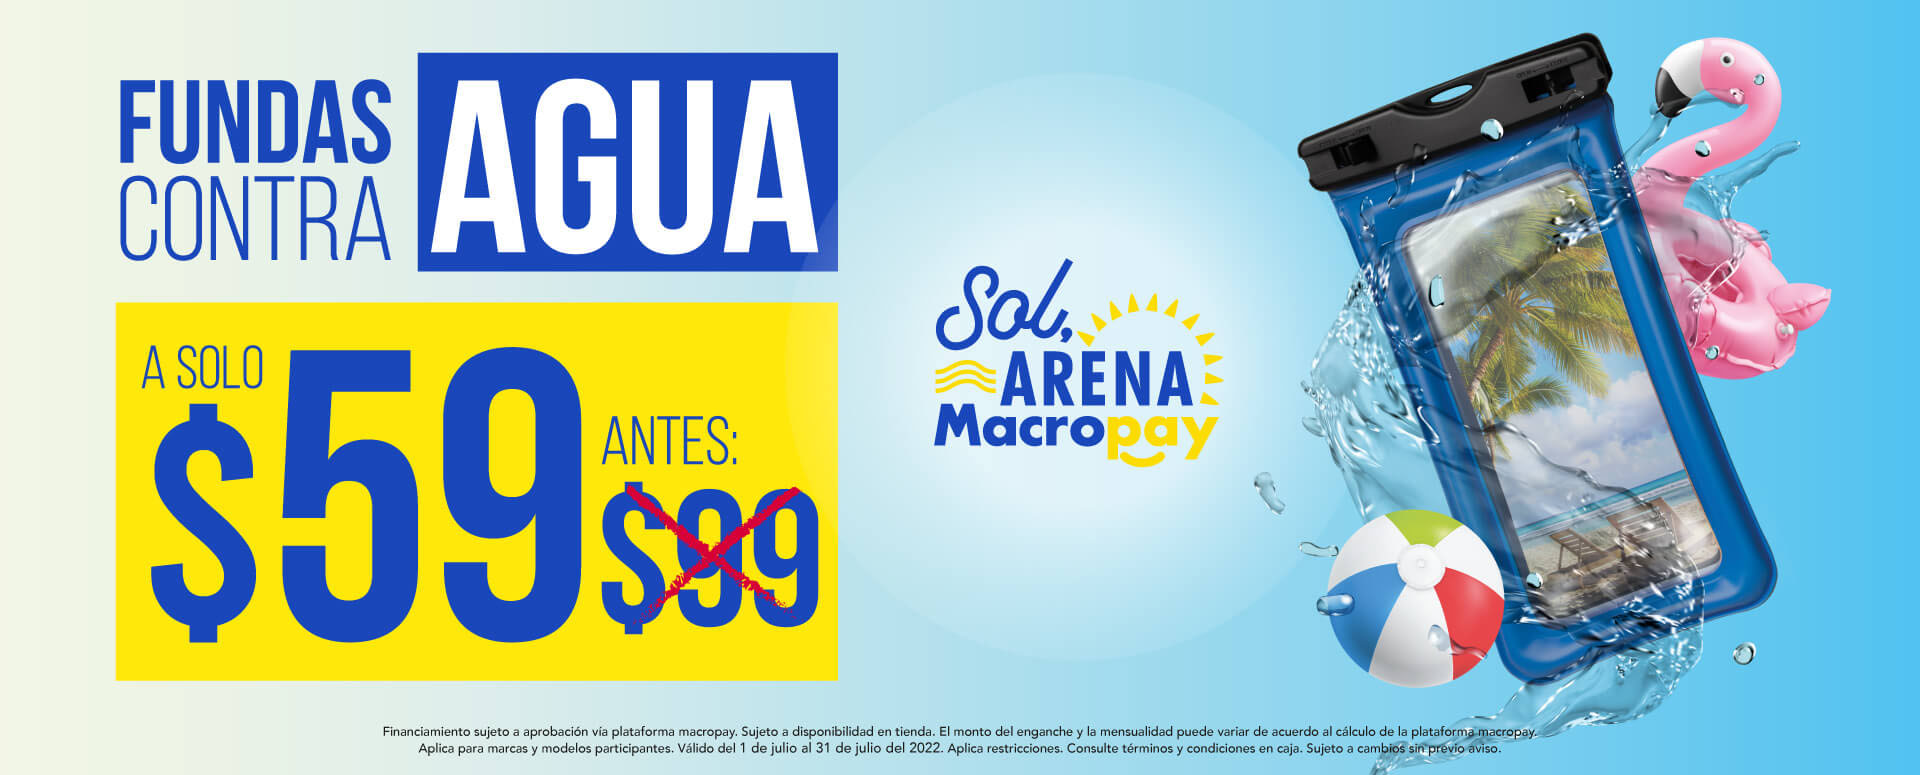 FUNDAS
CONTRA
AGUA
A SOLO
$59
ANTES:
$99
Sol,
ARENA
Macropay
Financiamiento sujeto a aprobación vía plataforma macropay. Sujeto a disponibilidad en tienda. El monto del enganche y la mensualidad puede variar de acuerdo al cálculo de la plataforma macropay.
Aplica para marcas y modelos participantes. Válido del 1 de julio al 31 de julio del 2022. Aplica restricciones. Consulte términos y condiciones en caja. Sujeto a cambios sin previo aviso.